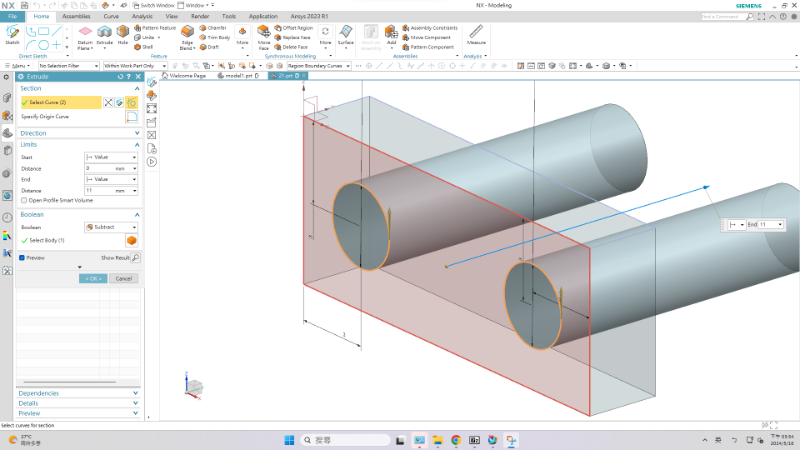 NX
Switch Window
Window
NX - Modeling
SIEMENS
File
Home
Assemblies
Curve
Analysis
View
Render
Tools
Application
Ansys 2023 R1
Find a Command
Sketch
Direct Sketch
Datum Plane
Extrude
Hole
Pattern Feature
Unite
Shell
Edge Blend
Chamfer
Trim Body
Draft
More
Feature
Move Face
Offset Region
Replace Face
Delete Face
More
Synchronous Modeling
Surface
Add
Assembly Constraints
Move Component
Pattern Component
Assemblies
Measure
Analysis
Menu
No Selection Filter
Within Work Part Only
Region Boundary Curves
Extrude
Section
Select Curve (2)
Specify Origin Curve
Direction
Limits
Start
Value
Distance
0
mm
End
Value
Distance
11
mm
Open Profile Smart Volume
Boolean
Boolean
Subtract
Select Body (1)
Preview
Show Result
< OK >
Cancel
Dependencies
Details
Preview
Welcome Page
model1.prt
21.prt
End
11
Select curves for section
27°C
搜尋
英
下午 03:54
2024/5/16